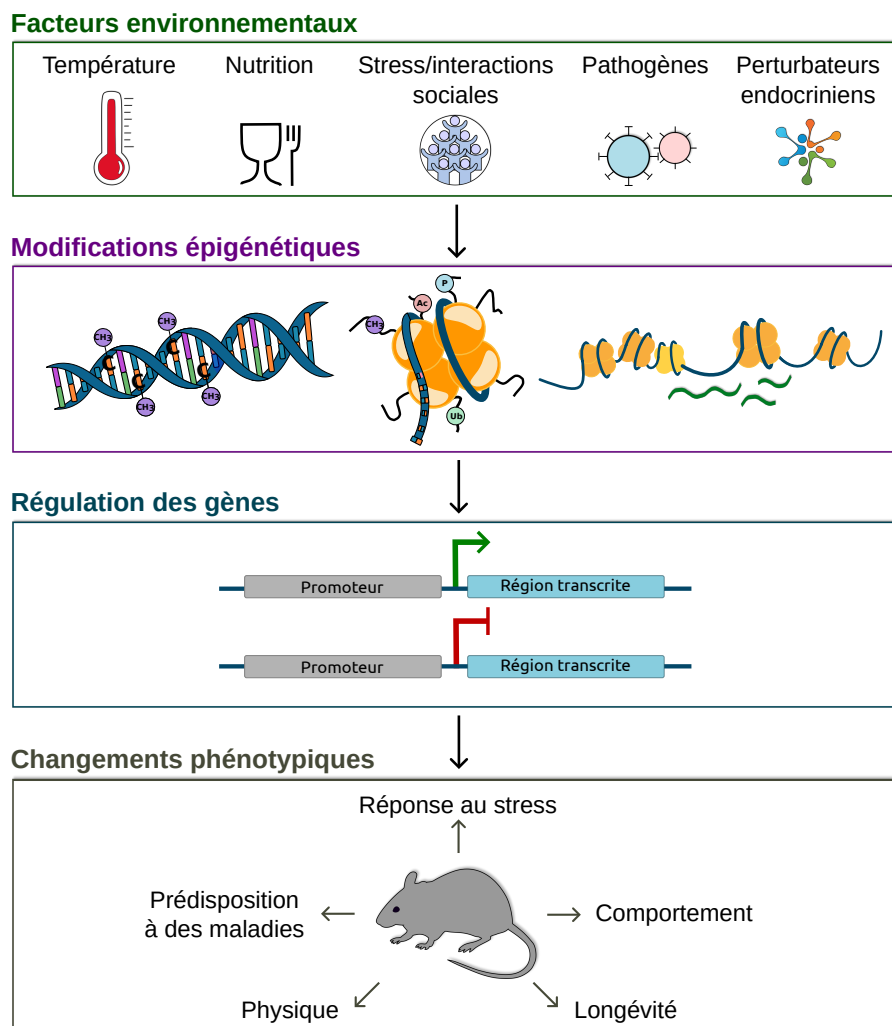 Facteurs environnementaux
Température
Nutrition
Stress/interactions
sociales
Pathogènes
Perturbateurs
endocriniens
Modifications épigénétiques
CH3
CH3
CH3
CH3
P
Ac
CH3
Ub
Régulation des gènes
Promoteur
Région transcrite
Promoteur
Région transcrite
Changements phénotypiques
Réponse au stress
Prédisposition
à des maladies
Comportement
Physique
Longévité